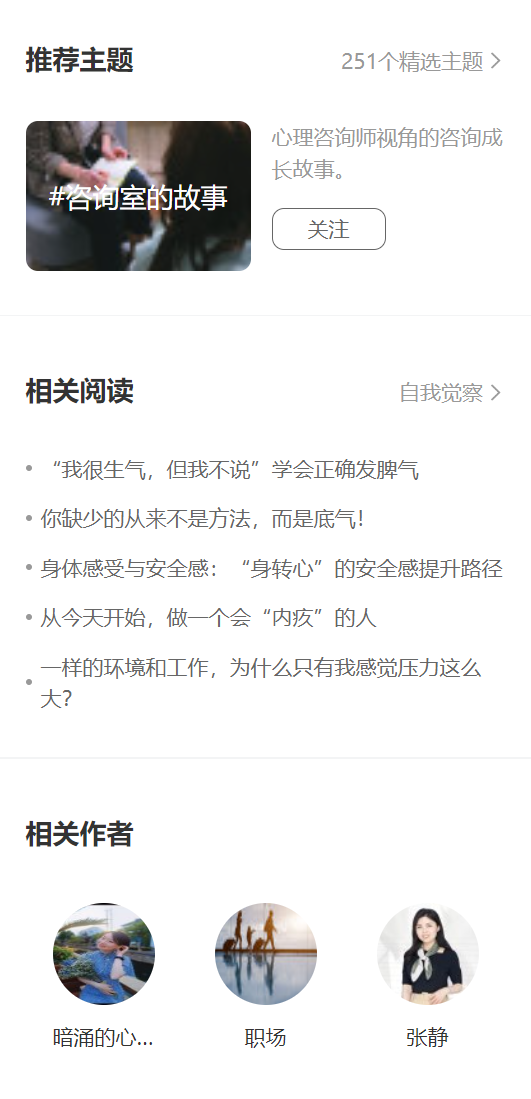 推荐主题
251个精选主题
#咨询室的故事
心理咨询师视角的咨询成
长故事。
关注
相关阅读
自我觉察
“我很生气，但我不说”学会正确发脾气
你缺少的从来不是方法，而是底气！
身体感受与安全感：“身转心”的安全感提升路径
从今天开始，做一个会“内疚”的人
一样的环境和工作，为什么只有我感觉压力这么
大？
相关作者
暗涌的心...
职场
张静